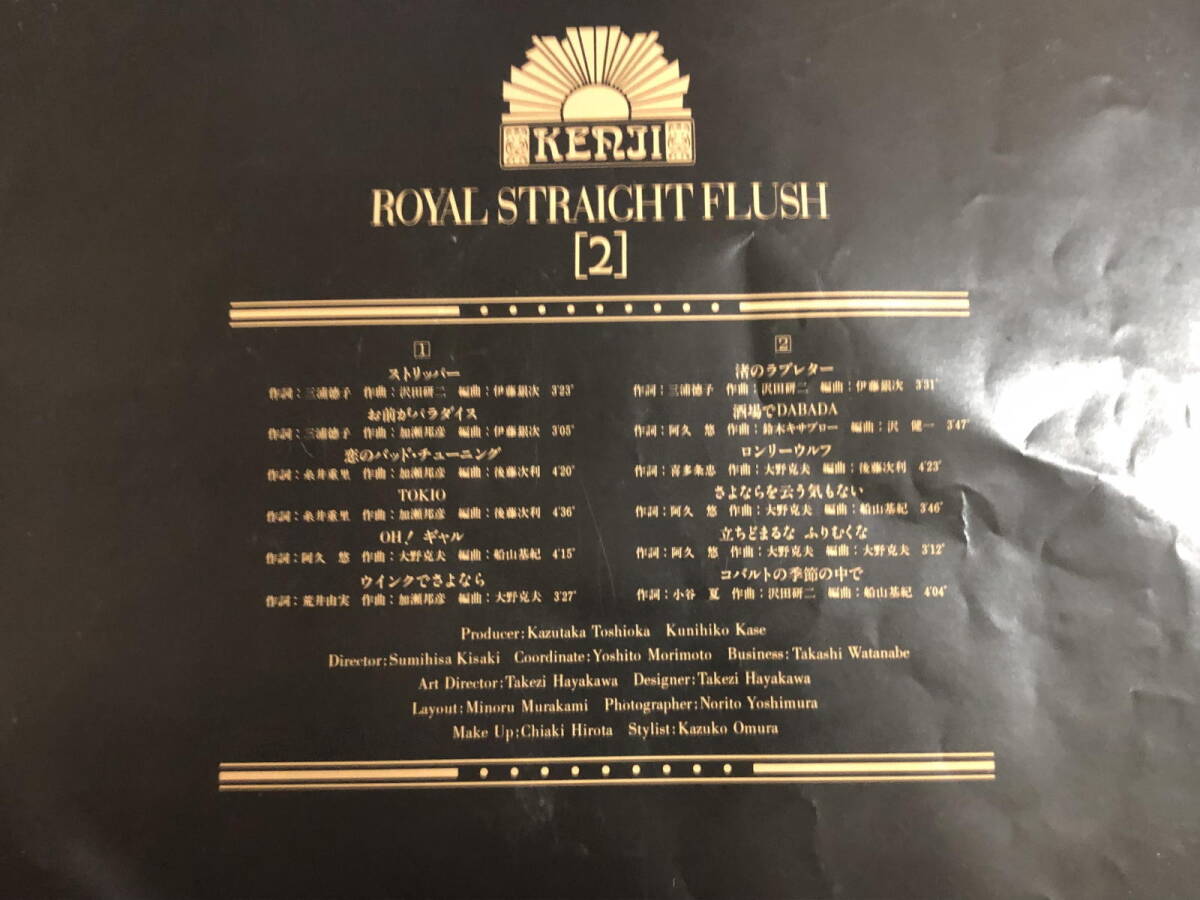 KENJI
ROYAL STRAIGHT FLUSH
[2]
1
ストリッパー
作詞：三浦徳子 作曲：沢田研二 編曲：伊藤銀次 3'23"
お前がパラダイス
作詞：三浦徳子 作曲：加瀬邦彦 編曲：伊藤銀次 3'05"
恋のバッド・チューニング
作詞：糸井重里 作曲：加瀬邦彦 編曲：後藤次利 4'20"
TOKIO
作詞：糸井重里 作曲：加瀬邦彦 編曲：後藤次利 4'36"
OH！ギャル
作詞：阿久 悠 作曲：大野克夫 編曲：船山基紀 4'15"
ウインクでさよなら
作詞：荒井由実 作曲：加瀬邦彦 編曲：大野克夫 3'27"
2
渚のラブレター
作詞：三浦徳子 作曲：沢田研二 編曲：伊藤銀次 3'31"
酒場でDABADA
作詞：阿久 悠 作曲：鈴木キサブロー 編曲：沢 健一 3'47"
ロンリーウルフ
作詞：喜多条忠 作曲：大野克夫 編曲：後藤次利 4'23"
さよならを云う気もない
作詞：阿久 悠 作曲：大野克夫 編曲：船山基紀 3'46"
立ちどまるな ふりむくな
作詞：阿久 悠 作曲：大野克夫 編曲：大野克夫 3'12"
コバルトの季節の中で
作詞：小谷 夏 作曲：沢田研二 編曲：船山基紀 4'04"
Producer:Kazutaka Toshioka Kunihiko Kase
Director:Sumihisa Kisaki Coordinate:Yoshito Morimoto Business:Takashi Watanabe
Art Director:Takezi Hayakawa Designer:Takezi Hayakawa
Layout:Minoru Murakami Photographer:Norito Yoshimura
Make Up:Chiaki Hirota Stylist:Kazuko Omura